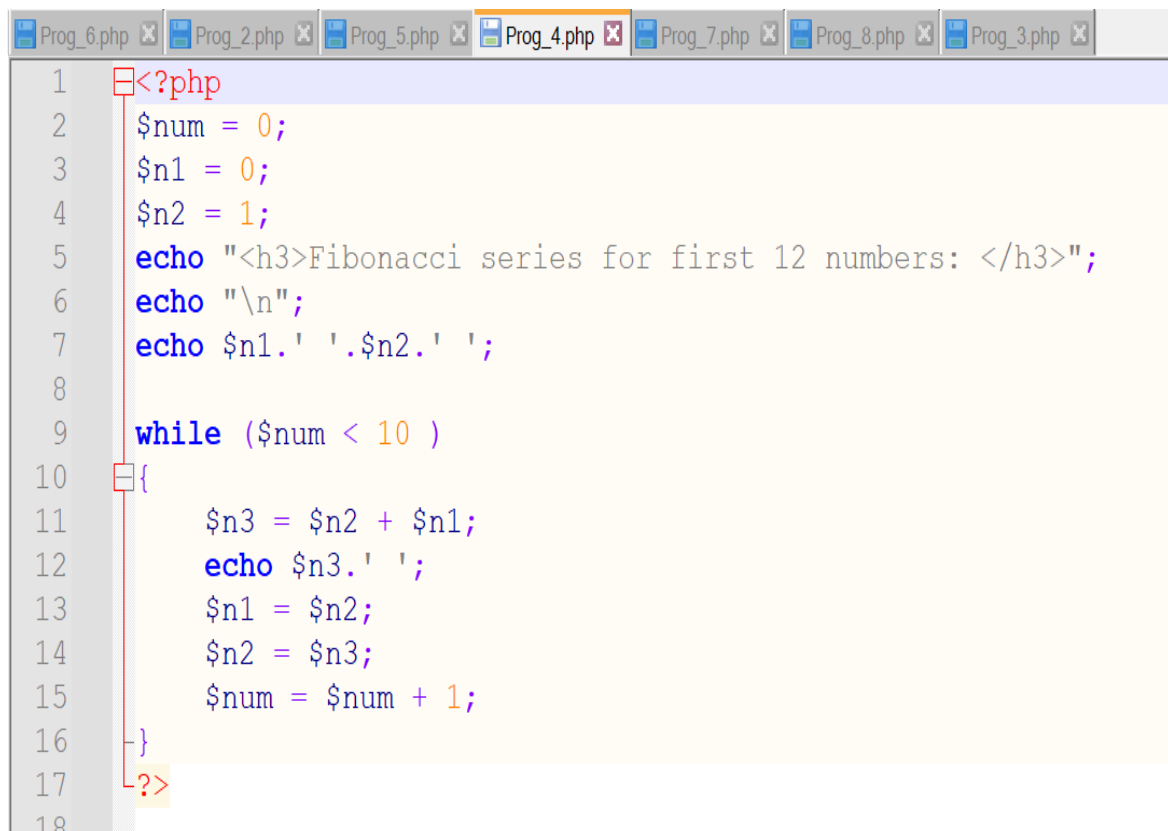 Prog_6.php Prog_2.php Prog_5.php Prog_4.php Prog_7.php Prog_8.php Prog_3.php
1 <?php
2 $num = 0;
3 $n1 = 0;
4 $n2 = 1;
5 echo "<h3>Fibonacci series for first 12 numbers: </h3>";
6 echo "\n";
7 echo $n1.' '.$n2.' ';
8
9 while ($num < 10 )
10 {
11     $n3 = $n2 + $n1;
12     echo $n3.' ';
13     $n1 = $n2;
14     $n2 = $n3;
15     $num = $num + 1;
16 }
17 ?>
18